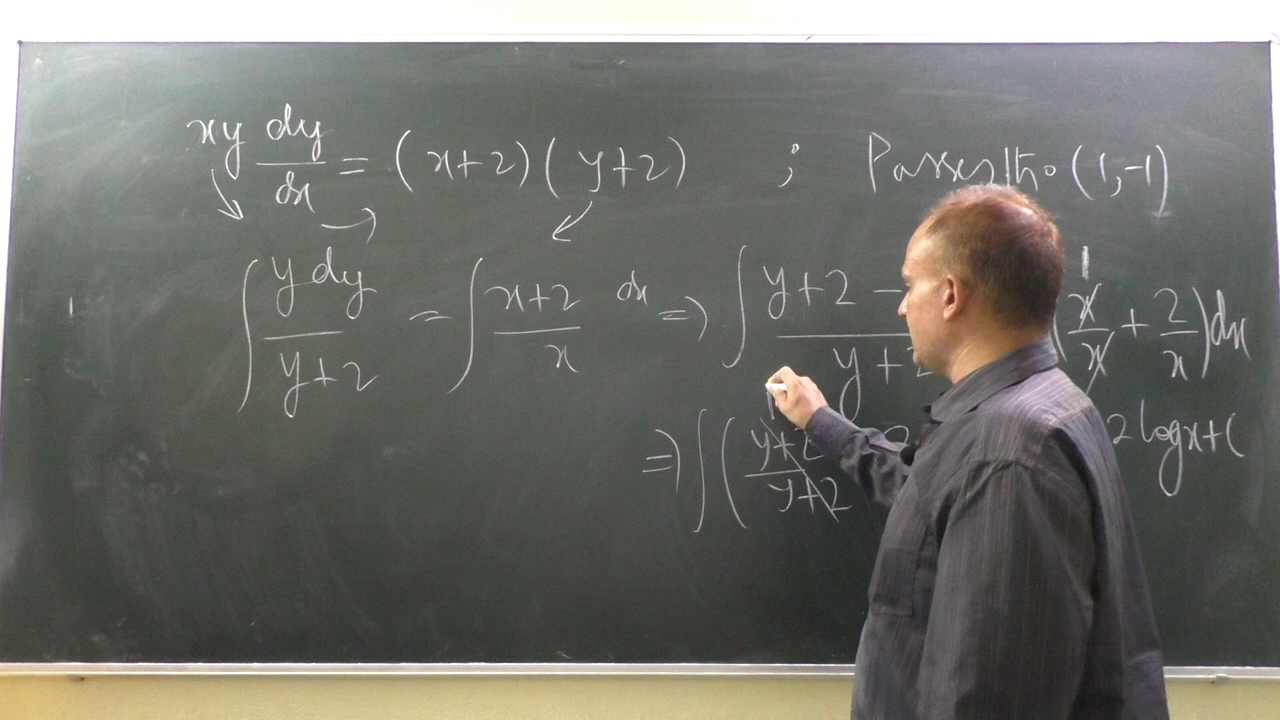 xy dy/dx = (x+2)(y+2) ; Passes thro (1,-1)
∫ y dy / y+2 = ∫ x+2 / x dx ⇒ ∫ y+2 - / y+2 (x/x + 2/x) dx
1
⇒ ∫ ( y+2 / y+2 2 log x + C